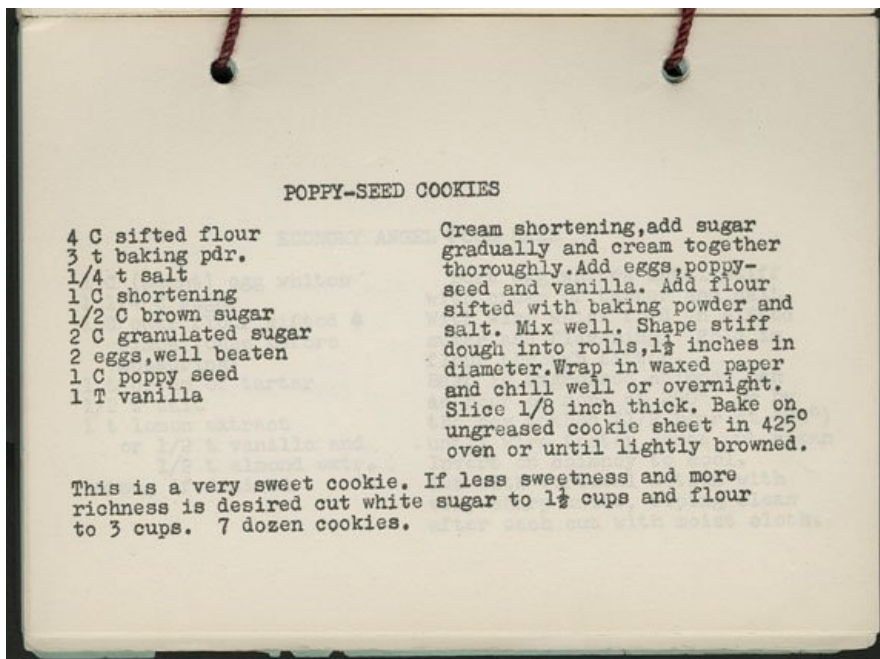 POPPY-SEED COOKIES
4 C sifted flour
3 t baking pdr.
1/4 t salt
1 C shortening
1/2 C brown sugar
2 C granulated sugar
2 eggs,well beaten
1 C poppy seed
1 T vanilla
Cream shortening,add sugar
gradually and cream together
thoroughly.Add eggs,poppy-
seed and vanilla. Add flour
sifted with baking powder and
salt. Mix well. Shape stiff
dough into rolls,1½ inches in
diameter.Wrap in waxed paper
and chill well or overnight.
Slice 1/8 inch thick. Bake on
ungreased cookie sheet in 425°
oven or until lightly browned.
This is a very sweet cookie. If less sweetness and more
richness is desired cut white sugar to 1½ cups and flour
to 3 cups.  7 dozen cookies.